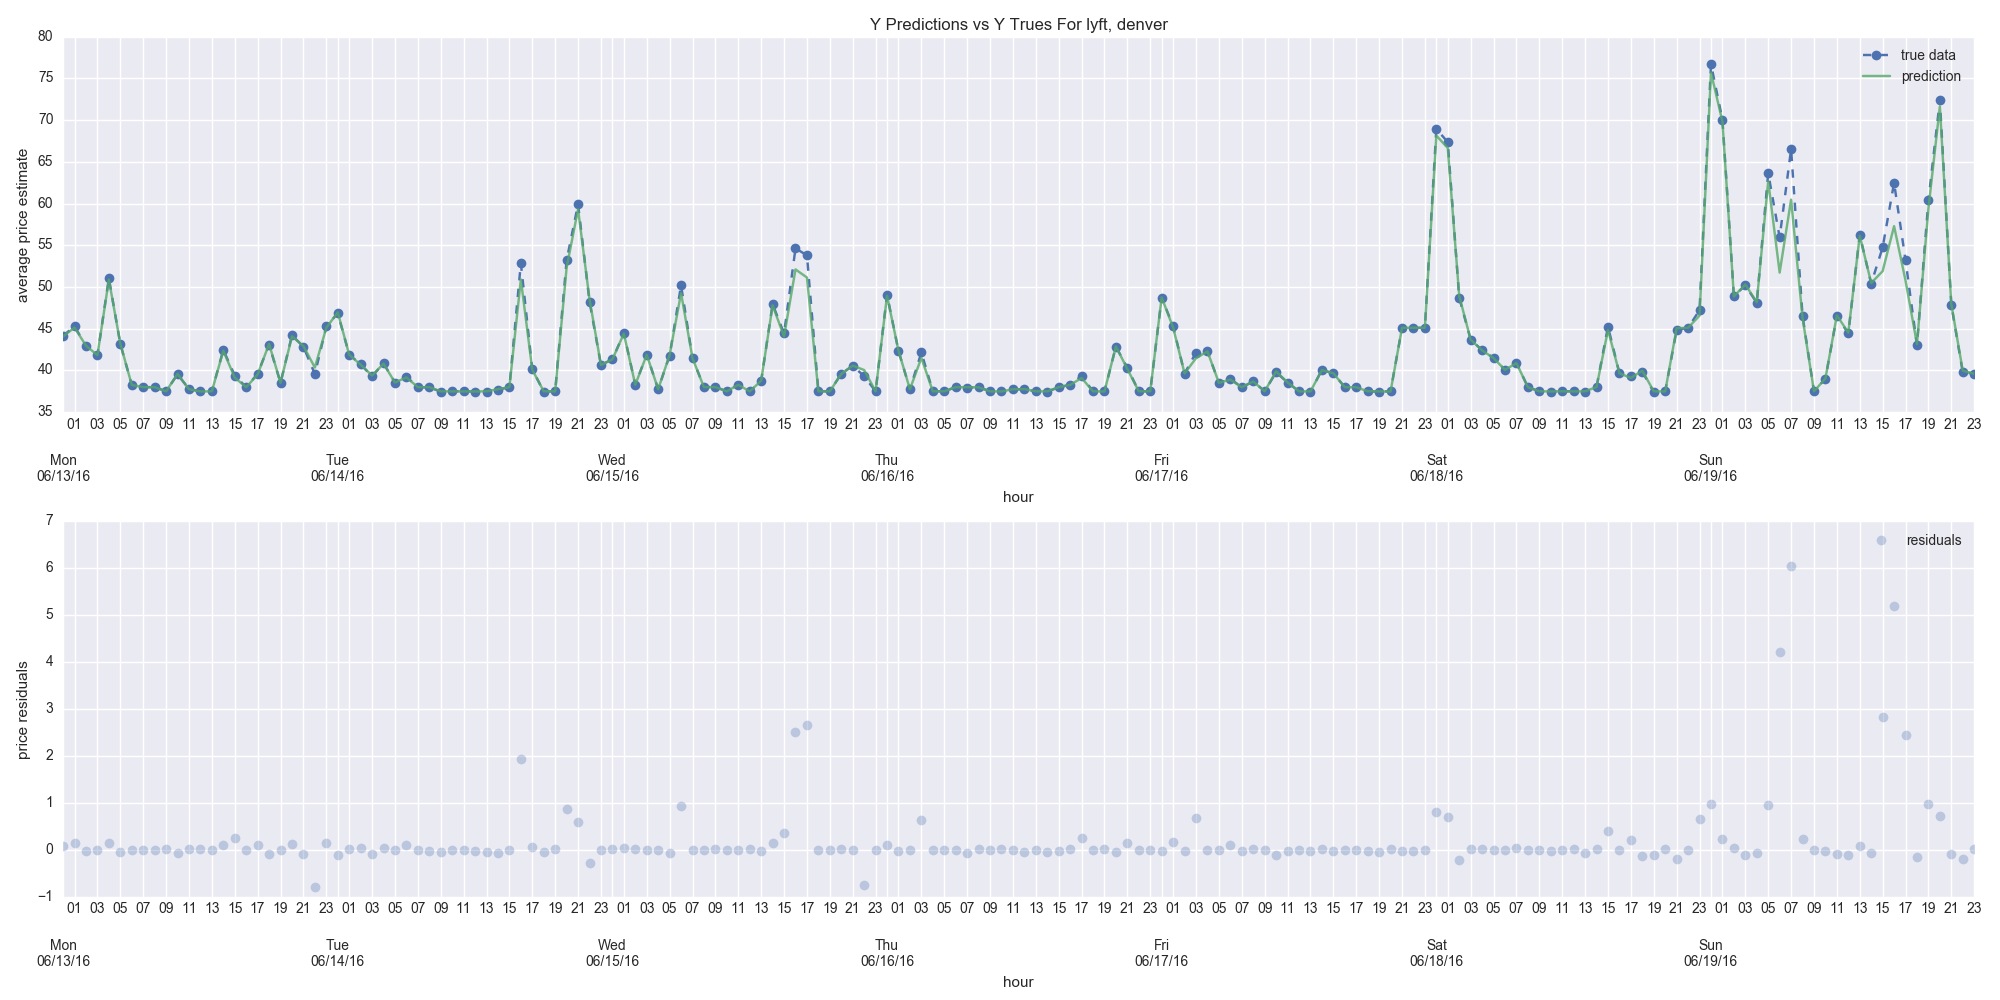 Y Predictions vs Y Trues For lyft, denver
80
75
70
65
60
55
50
45
40
35
average price estimate
true data
prediction
01 03 05 07 09 11 13 15 17 19 21 23 01 03 05 07 09 11 13 15 17 19 21 23 01 03 05 07 09 11 13 15 17 19 21 23 01 03 05 07 09 11 13 15 17 19 21 23 01 03 05 07 09 11 13 15 17 19 21 23 01 03 05 07 09 11 13 15 17 19 21 23 01 03 05 07 09 11 13 15 17 19 21 23
Mon Tue Wed Thu Fri Sat Sun
06/13/16 06/14/16 06/15/16 06/16/16 06/17/16 06/18/16 06/19/16
hour
7
6
5
4
3
2
1
0
−1
price residuals
residuals
01 03 05 07 09 11 13 15 17 19 21 23 01 03 05 07 09 11 13 15 17 19 21 23 01 03 05 07 09 11 13 15 17 19 21 23 01 03 05 07 09 11 13 15 17 19 21 23 01 03 05 07 09 11 13 15 17 19 21 23 01 03 05 07 09 11 13 15 17 19 21 23 01 03 05 07 09 11 13 15 17 19 21 23
Mon Tue Wed Thu Fri Sat Sun
06/13/16 06/14/16 06/15/16 06/16/16 06/17/16 06/18/16 06/19/16
hour